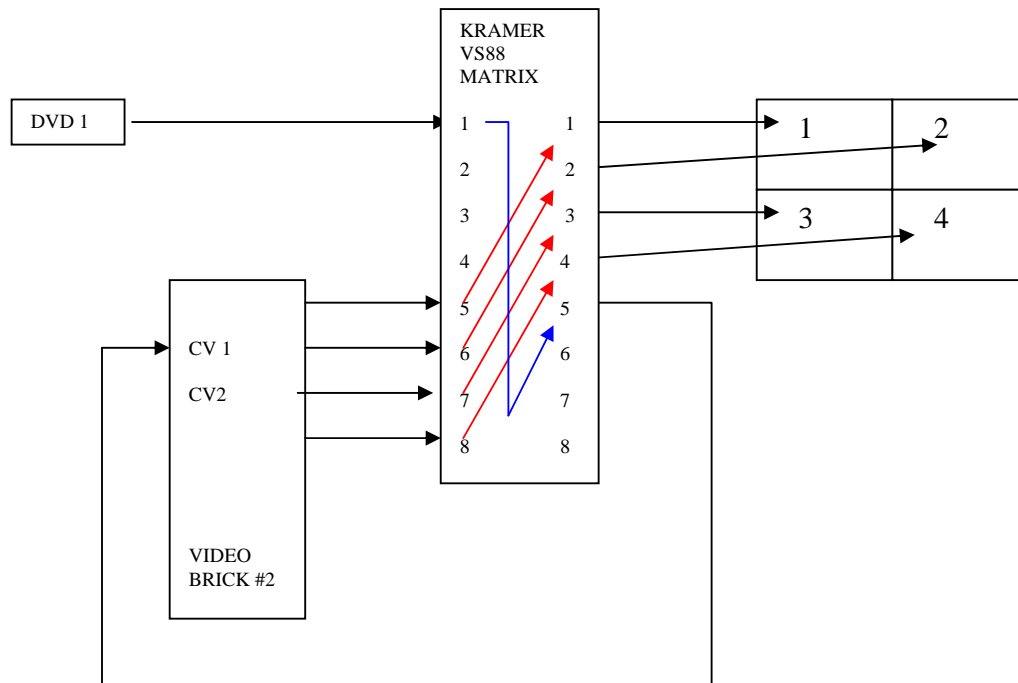 KRAMER
VS88
MATRIX
DVD 1
1 1
2 2
3 3
4 4
5 5
6 6
7 7
8 8
1 2
3 4
CV 1
CV2
VIDEO
BRICK #2